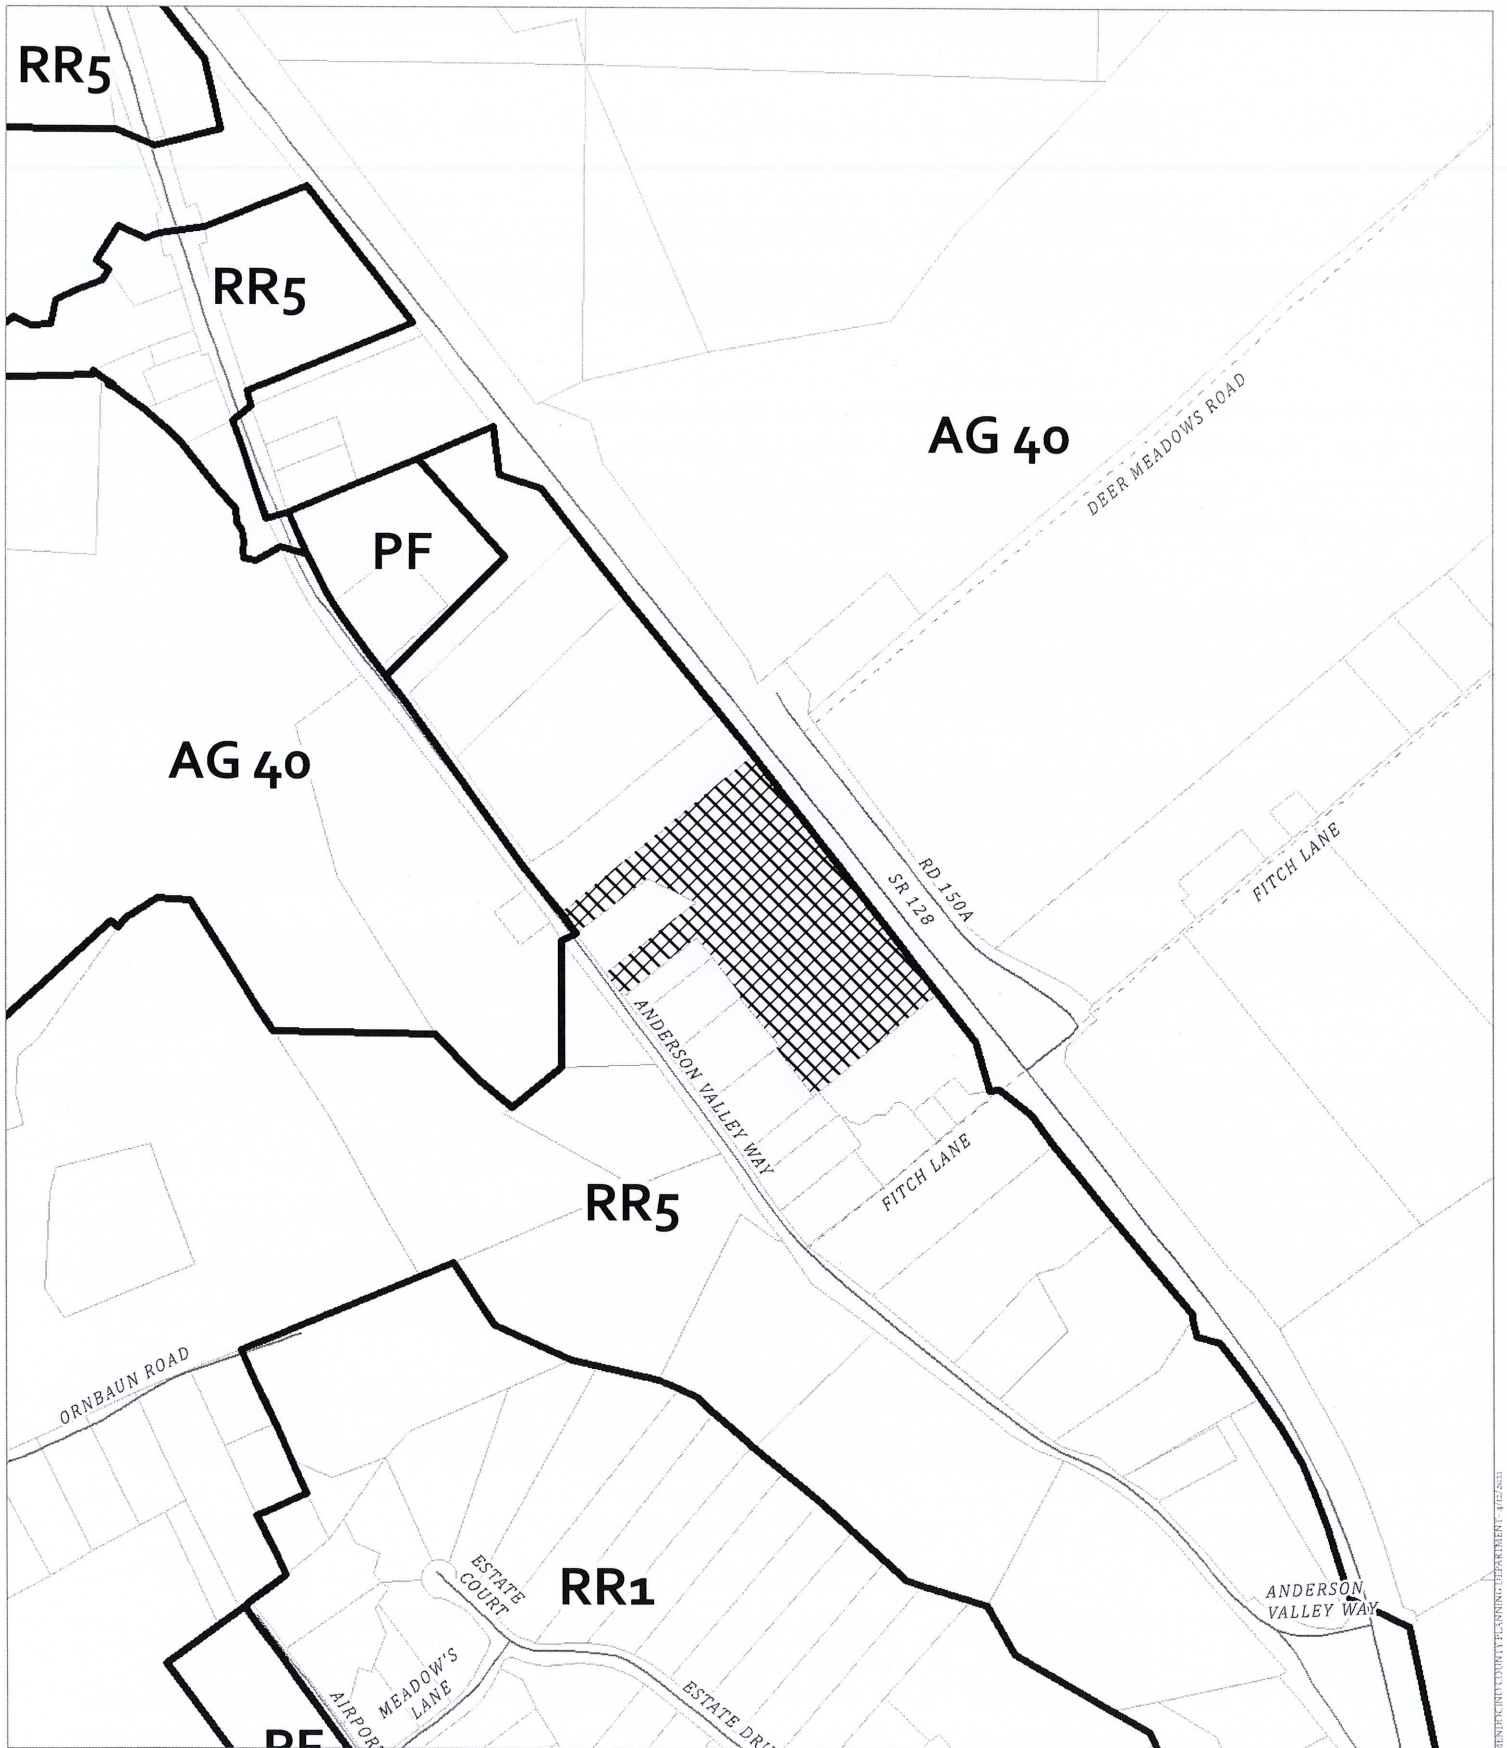 RR5
RR5
AG 40
DEER MEADOWS ROAD
PF
AG 40
RD 150A
SR 128
FITCH LANE
ANDERSON VALLEY WAY
FITCH LANE
RR5
ORNBAUN ROAD
ESTATE
COURT
RR1
ANDERSON
VALLEY WAY
MEADOW'S
LANE